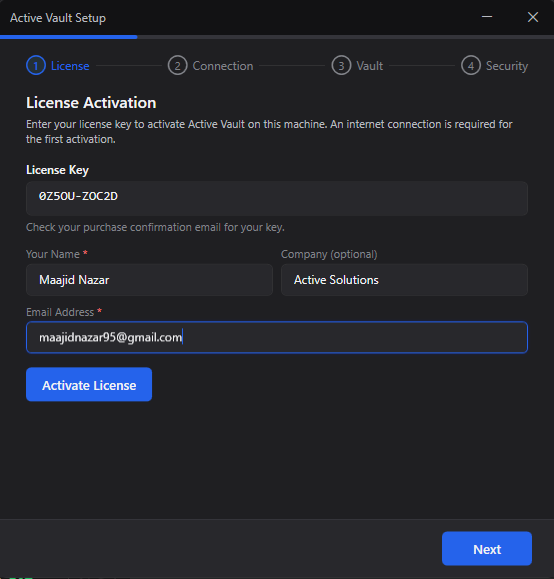 Active Vault Setup
1 License 2 Connection 3 Vault 4 Security
License Activation
Enter your license key to activate Active Vault on this machine. An internet connection is required for
the first activation.
License Key
0Z5OU-ZOC2D
Check your purchase confirmation email for your key.
Your Name * Company (optional)
Maajid Nazar Active Solutions
Email Address *
maajidnazar95@gmail.com
Activate License
Next